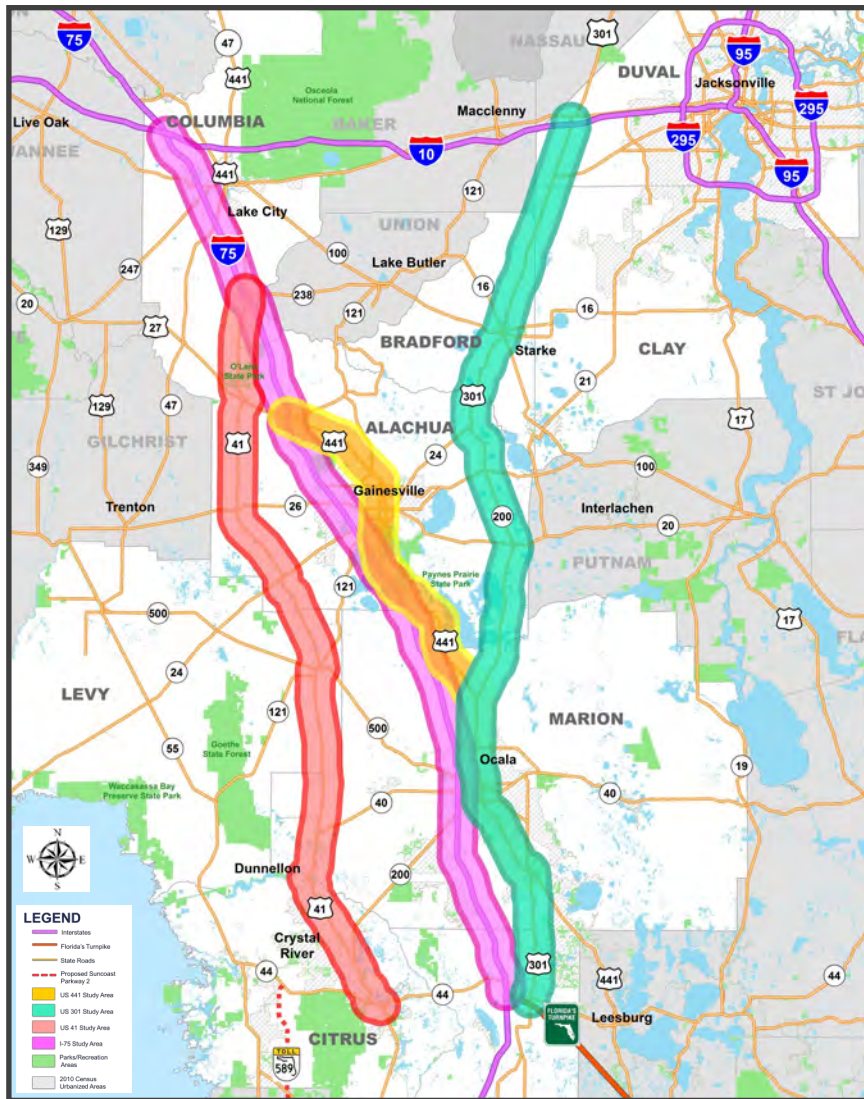 75
47
441
301
NASSAU
95
DUVAL
Jacksonville
Osceola
National Forest
Macclenny
295
Live Oak
COLUMBIA
BAKER
295
WANNEE
10
95
441
121
Lake City
UNION
129
75
100
Lake Butler
247
16
20
238
121
16
27
BRADFORD
Starke
CLAY
O'Leno
State Park
21
129
47
301
ST JO
ALACHUA
17
GILCHRIST
41
441
24
349
100
Gainesville
Trenton
26
200
Interlachen
20
PUTNAM
Paynes Prairie
State Park
121
500
17
441
FLA
24
LEVY
121
MARION
500
Goethe
State Forest
55
Ocala
19
Waccasassa Bay
Preserve State Park
40
40
N
W E
S
Dunnellon
200
41
LEGEND
Interstates
Florida's Turnpike
State Roads
Proposed Suncoast
Parkway 2
US 441 Study Area
US 301 Study Area
US 41 Study Area
I-75 Study Area
Parks/Recreation
Areas
2010 Census
Urbanized Areas
Crystal
River
44
301
441
44
44
FLORIDA'S
TURNPIKE
Leesburg
CITRUS
TOLL
589